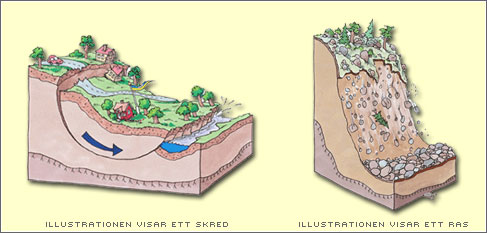 ILLUSTRATIONEN VISAR ETT SKRED
ILLUSTRATIONEN VISAR ETT RAS